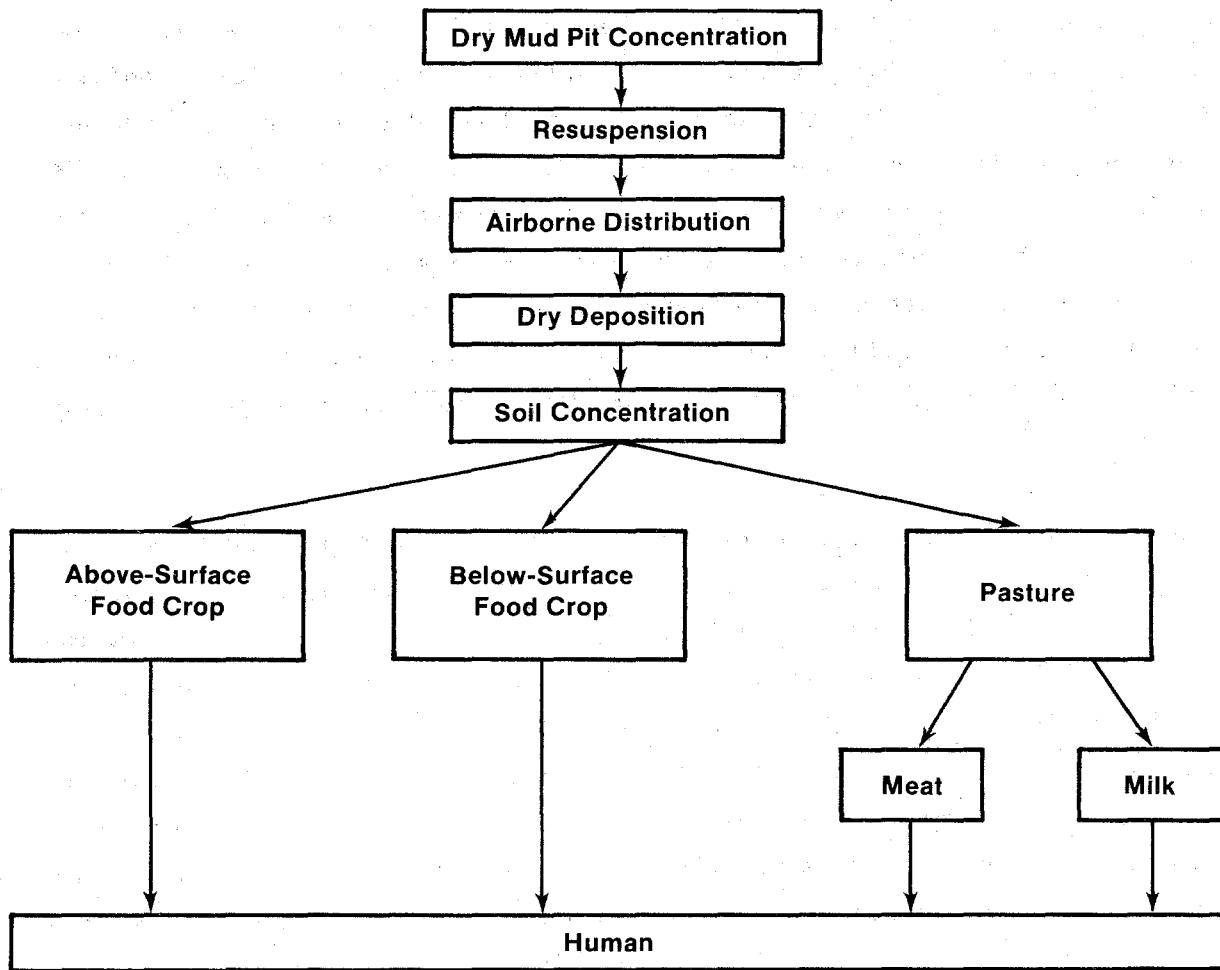 Dry Mud Pit Concentration
Resuspension
Airborne Distribution
Dry Deposition
Soil Concentration
Above-Surface
Food Crop
Below-Surface
Food Crop
Pasture
Meat
Milk
Human